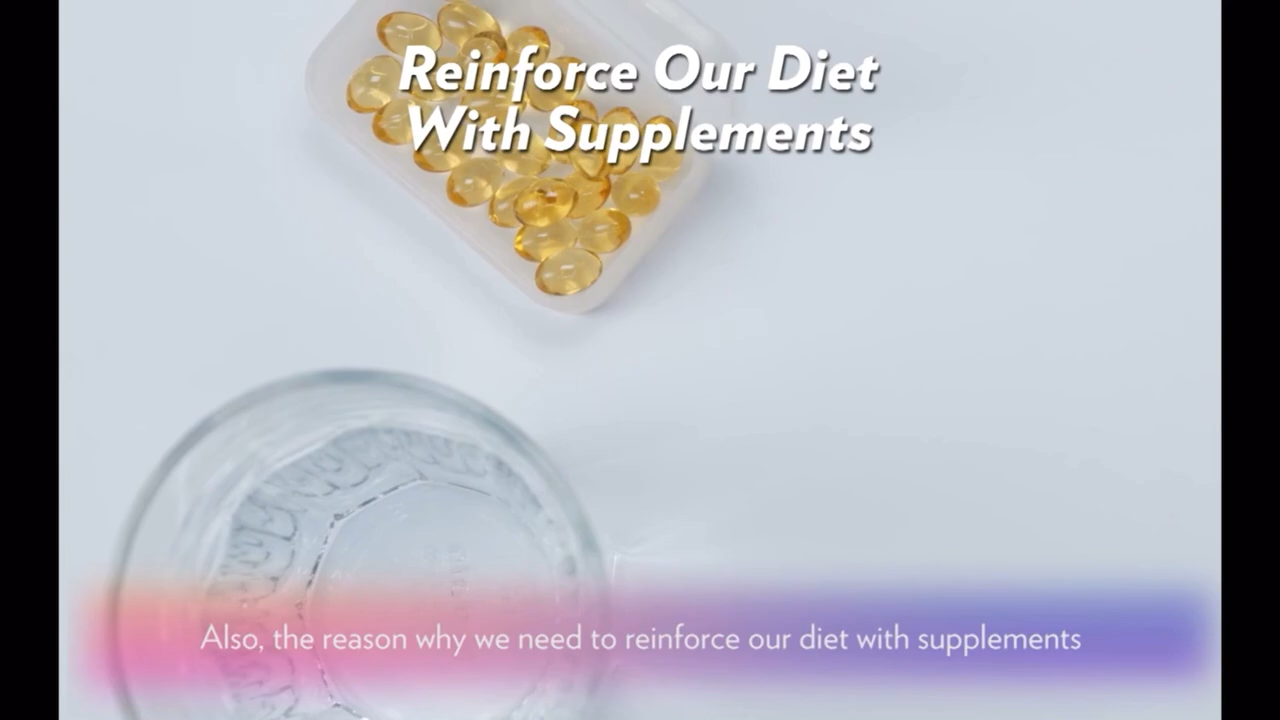 Reinforce Our Diet
With Supplements
Also, the reason why we need to reinforce our diet with supplements